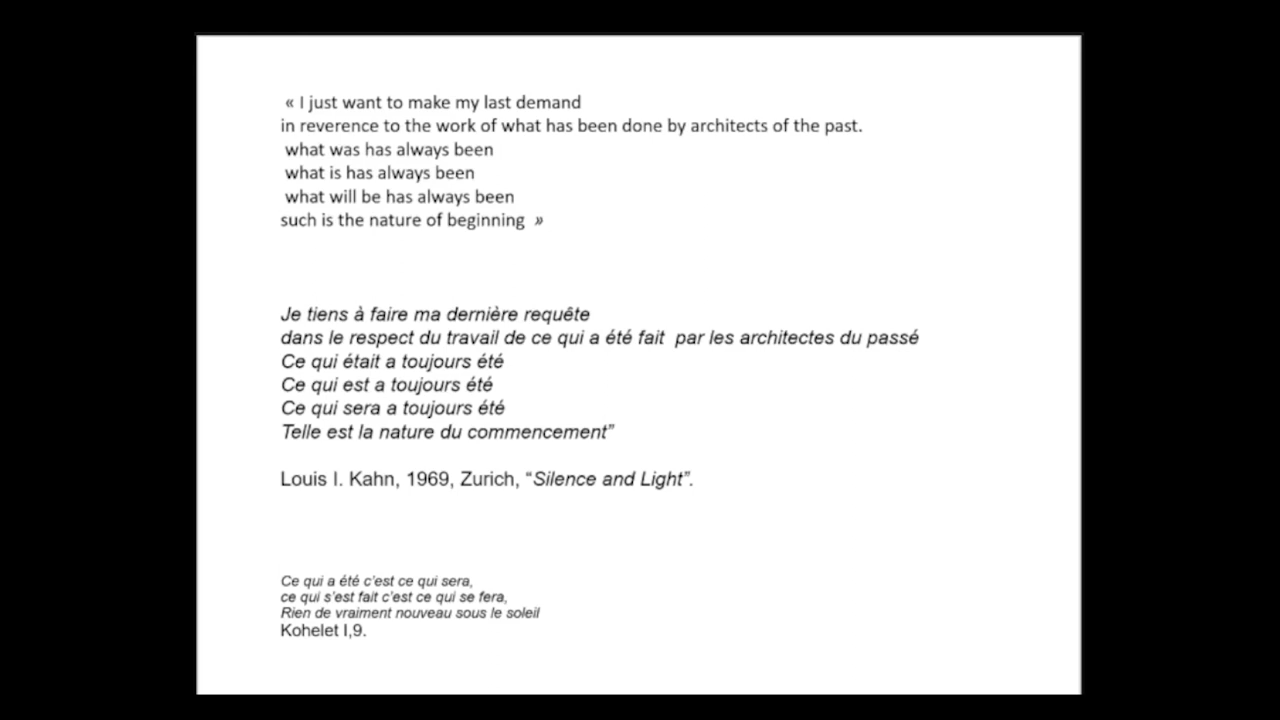 « I just want to make my last demand
in reverence to the work of what has been done by architects of the past.
what was has always been
what is has always been
what will be has always been
such is the nature of beginning »
Je tiens à faire ma dernière requête
dans le respect du travail de ce qui a été fait par les architectes du passé
Ce qui était a toujours été
Ce qui est a toujours été
Ce qui sera a toujours été
Telle est la nature du commencement”
Louis I. Kahn, 1969, Zurich, “Silence and Light”.
Ce qui a été c’est ce qui sera,
ce qui s’est fait c’est ce qui se fera,
Rien de vraiment nouveau sous le soleil
Kohelet I,9.